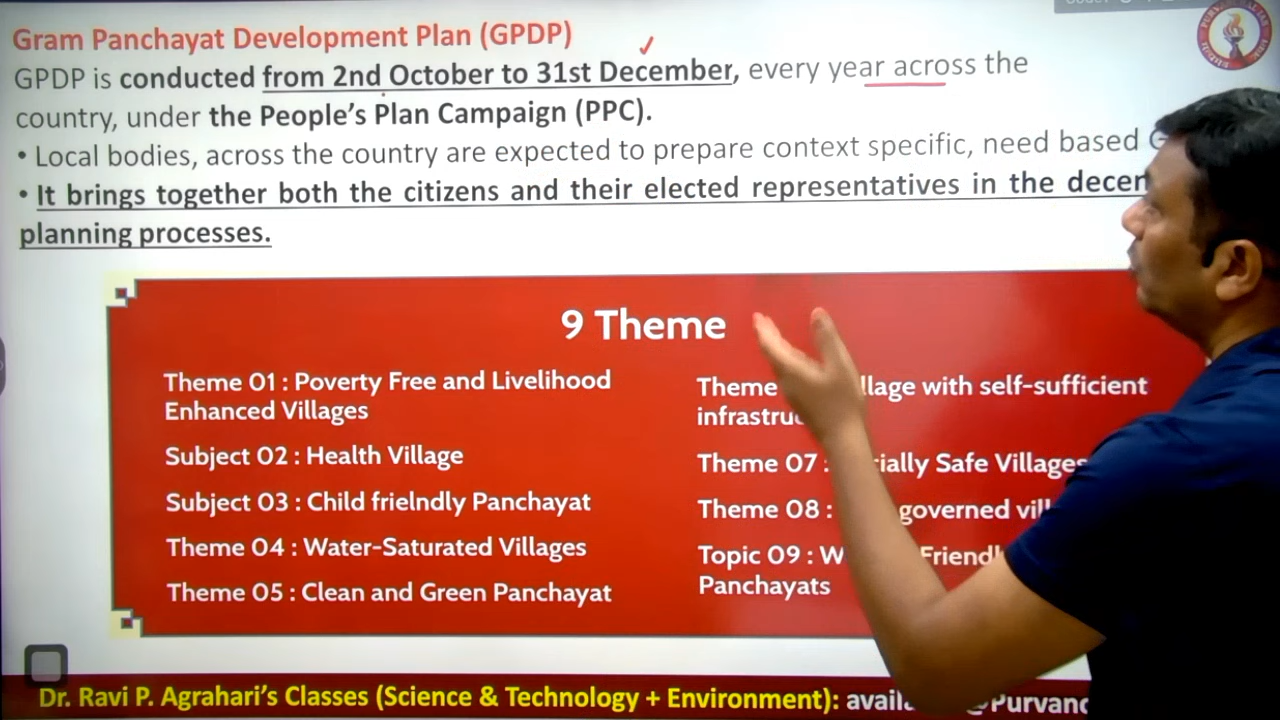 Gram Panchayat Development Plan (GPDP)
GPDP is conducted from 2nd October to 31st December, every year across the
country, under the People's Plan Campaign (PPC).
• Local bodies, across the country are expected to prepare context specific, need based
• It brings together both the citizens and their elected representatives in the decen
planning processes.
9 Theme
Theme 01 : Poverty Free and Livelihood
Enhanced Villages
Subject 02 : Health Village
Subject 03 : Child frielndly Panchayat
Theme 04 : Water-Saturated Villages
Theme 05 : Clean and Green Panchayat
Theme llage with self-sufficient
infrastruc
Theme 07 : ially Safe Villages
Theme 08 : governed vill
Topic 09 : W Friendl
Panchayats
Dr. Ravi P. Agrahari's Classes (Science & Technology + Environment): availa @Purvanc